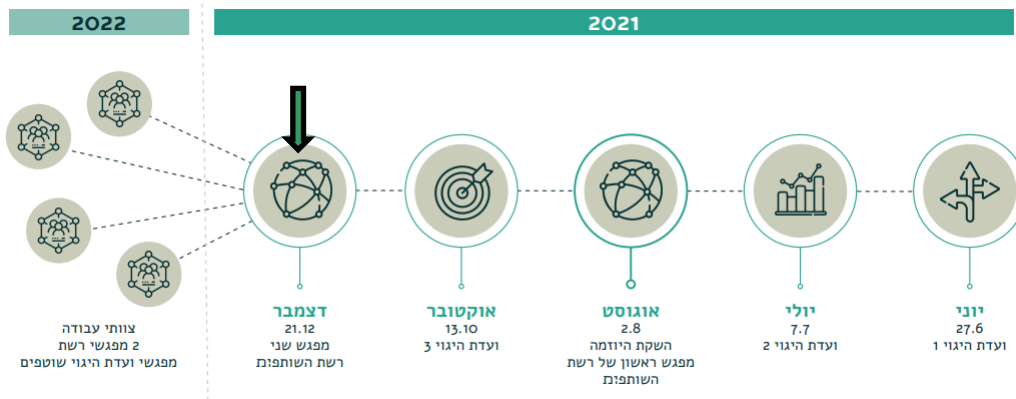 2021
2022
יוני
27.6
ועדת היגוי 1
יולי
7.7
ועדת היגוי 2
אוגוסט
2.8
השקת היוזמה
מפגש ראשון של רשת
השותפים
אוקטובר
13.10
ועדת היגוי 3
דצמבר
21.12
מפגש שני
רשת השותפים
צוותי עבודה
2 מפגשי רשת
מפגשי ועדת היגוי שוטפים